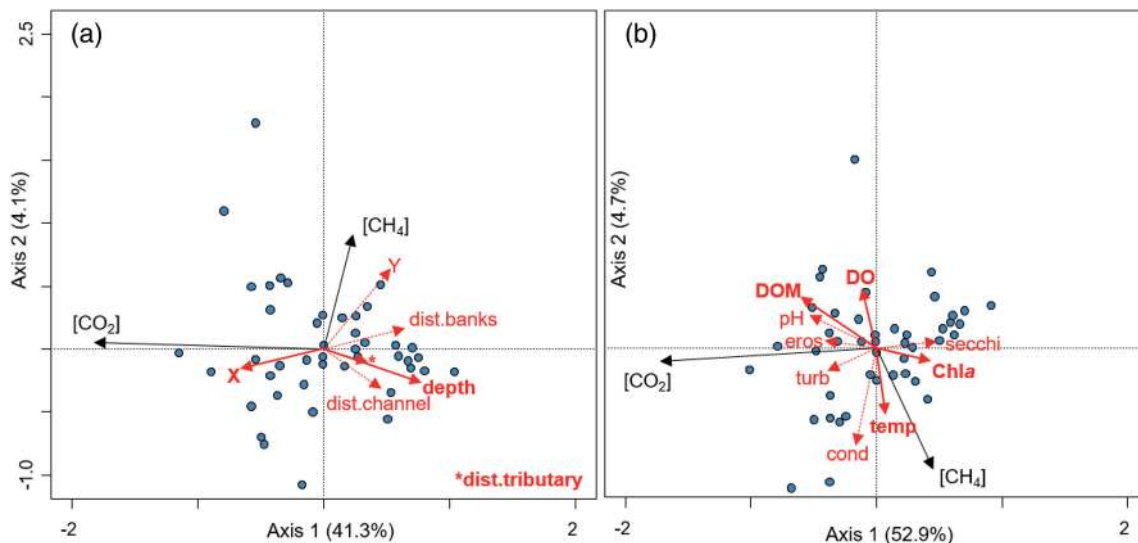 (a)
2.5
Axis 2 (4.1%)
[CH₄]
Y
dist.banks
[CO₂]
X
*
depth
dist.channel
*dist.tributary
-1.0
-2
Axis 1 (41.3%)
2
(b)
Axis 2 (4.7%)
DO
DOM
pH
eros
secchi
[CO₂]
turb
Chla
temp
cond
[CH₄]
-2
Axis 1 (52.9%)
2